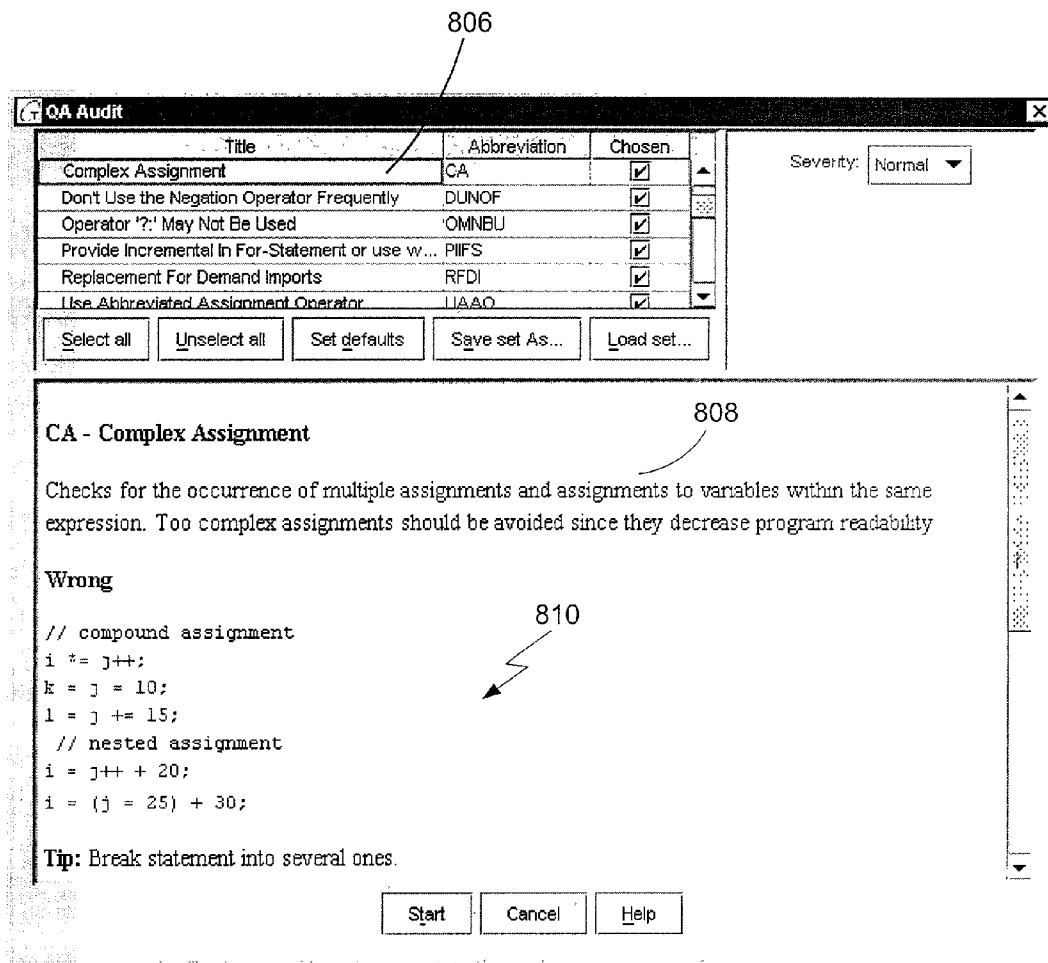 806
QA Audit
Title Abbreviation Chosen
Complex Assignment CA
Severity: Normal
Don't Use the Negation Operator Frequently DUNOF
Operator '?:' May Not Be Used OMNBU
Provide Incremental In For-Statement or use w... PIIFS
Replacement For Demand Imports RFDI
Use Abbreviated Assignment Operator UAAO
Select all Unselect all Set defaults Save set As... Load set...
808
CA - Complex Assignment
Checks for the occurrence of multiple assignments and assignments to variables within the same
expression. Too complex assignments should be avoided since they decrease program readability
Wrong
810
// compound assignment
i *= j++;
k = j = 10;
l = j += 15;
// nested assignment
i = j++ + 20;
i = (j = 25) + 30;
Tip: Break statement into several ones.
Start Cancel Help